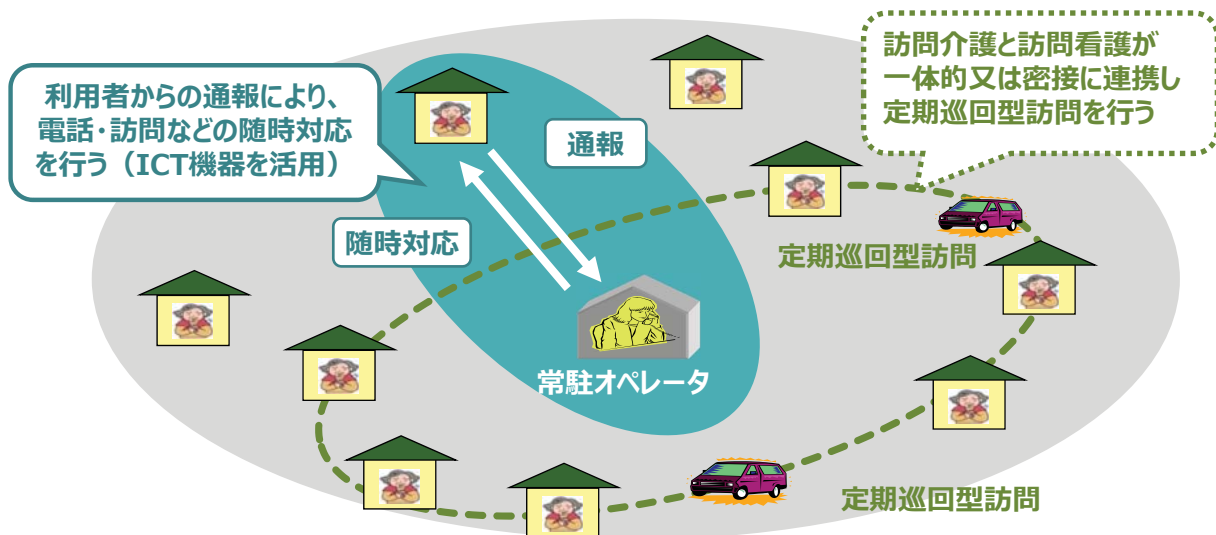 利用者からの通報により、
電話・訪問などの随時対応
を行う（ICT機器を活用）
訪問介護と訪問看護が
一体的又は密接に連携し
定期巡回型訪問を行う
通報
随時対応
定期巡回型訪問
常駐オペレータ
定期巡回型訪問